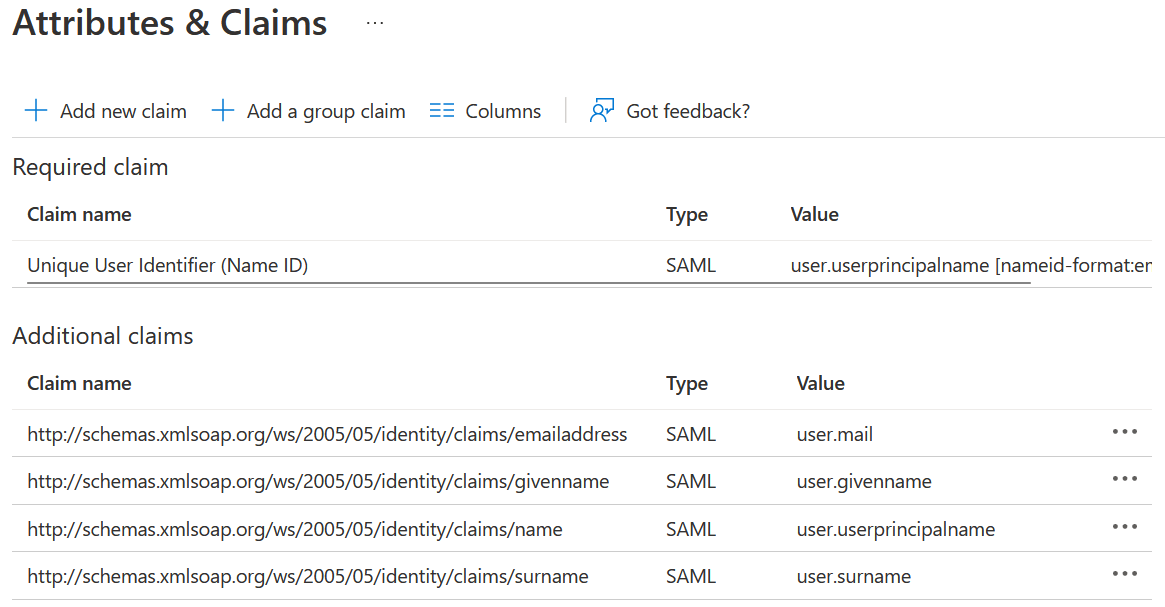 Attributes & Claims ...
Add new claim Add a group claim Columns Got feedback?
Required claim
Claim name Type Value
Unique User Identifier (Name ID) SAML user.userprincipalname [nameid-format:em
Additional claims
Claim name Type Value
http://schemas.xmlsoap.org/ws/2005/05/identity/claims/emailaddress SAML user.mail
http://schemas.xmlsoap.org/ws/2005/05/identity/claims/givenname SAML user.givenname
http://schemas.xmlsoap.org/ws/2005/05/identity/claims/name SAML user.userprincipalname
http://schemas.xmlsoap.org/ws/2005/05/identity/claims/surname SAML user.surname